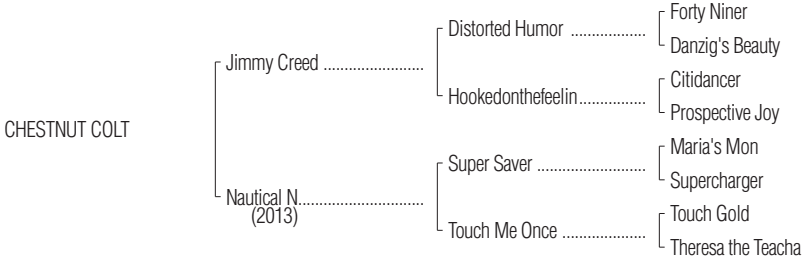 Forty Niner
Distorted Humor ...................
Danzig's Beauty
Jimmy Creed .........................
Citidancer
Hookedonthefeelin.................
Prospective Joy
CHESTNUT COLT
Maria's Mon
Super Saver ...........................
Supercharger
Nautical N...............................
(2013)
Touch Gold
Touch Me Once .....................
Theresa the Teacha